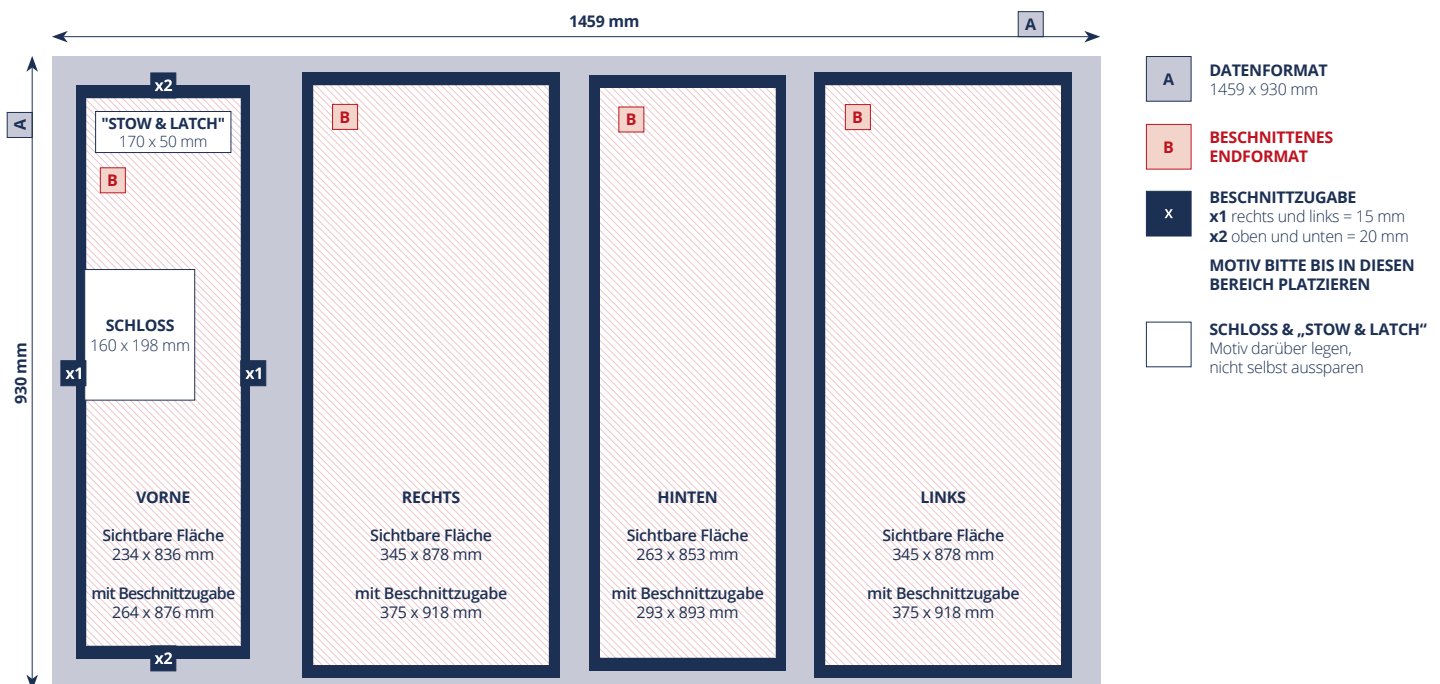 1459 mm
A
A
930 mm
x2
"STOW & LATCH"
170 x 50 mm
B
SCHLOSS
160 x 198 mm
x1
x1
VORNE
Sichtbare Fläche
234 x 836 mm
mit Beschnittzugabe
264 x 876 mm
x2
B
RECHTS
Sichtbare Fläche
345 x 878 mm
mit Beschnittzugabe
375 x 918 mm
B
HINTEN
Sichtbare Fläche
263 x 853 mm
mit Beschnittzugabe
293 x 893 mm
B
LINKS
Sichtbare Fläche
345 x 878 mm
mit Beschnittzugabe
375 x 918 mm
A
DATENFORMAT
1459 x 930 mm
B
BESCHNITTENES
ENDFORMAT
x
BESCHNITTZUGABE
x1 rechts und links = 15 mm
x2 oben und unten = 20 mm
MOTIV BITTE BIS IN DIESEN
BEREICH PLATZIEREN
SCHLOSS & „STOW & LATCH“
Motiv darüber legen,
nicht selbst aussparen